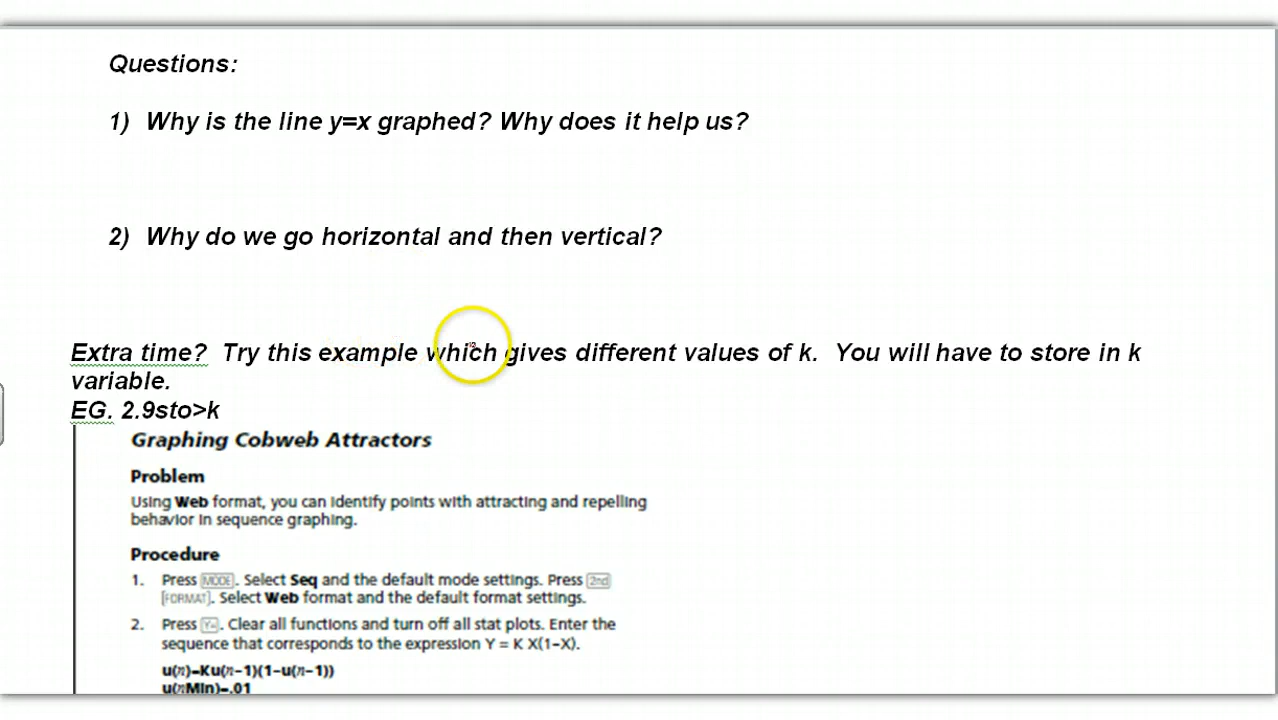 Questions:
1) Why is the line y=x graphed? Why does it help us?
2) Why do we go horizontal and then vertical?
Extra time? Try this example which gives different values of k. You will have to store in k
variable.
EG. 2.9sto>k
Graphing Cobweb Attractors
Problem
Using Web format, you can identify points with attracting and repelling
behavior in sequence graphing.
Procedure
1. Press MODE. Select Seq and the default mode settings. Press 2nd
[FORMAT]. Select Web format and the default format settings.
2. Press Y=. Clear all functions and turn off all stat plots. Enter the
sequence that corresponds to the expression Y = K X(1-X).
u(n)=Ku(n-1)(1-u(n-1))
u(nMin)=.01